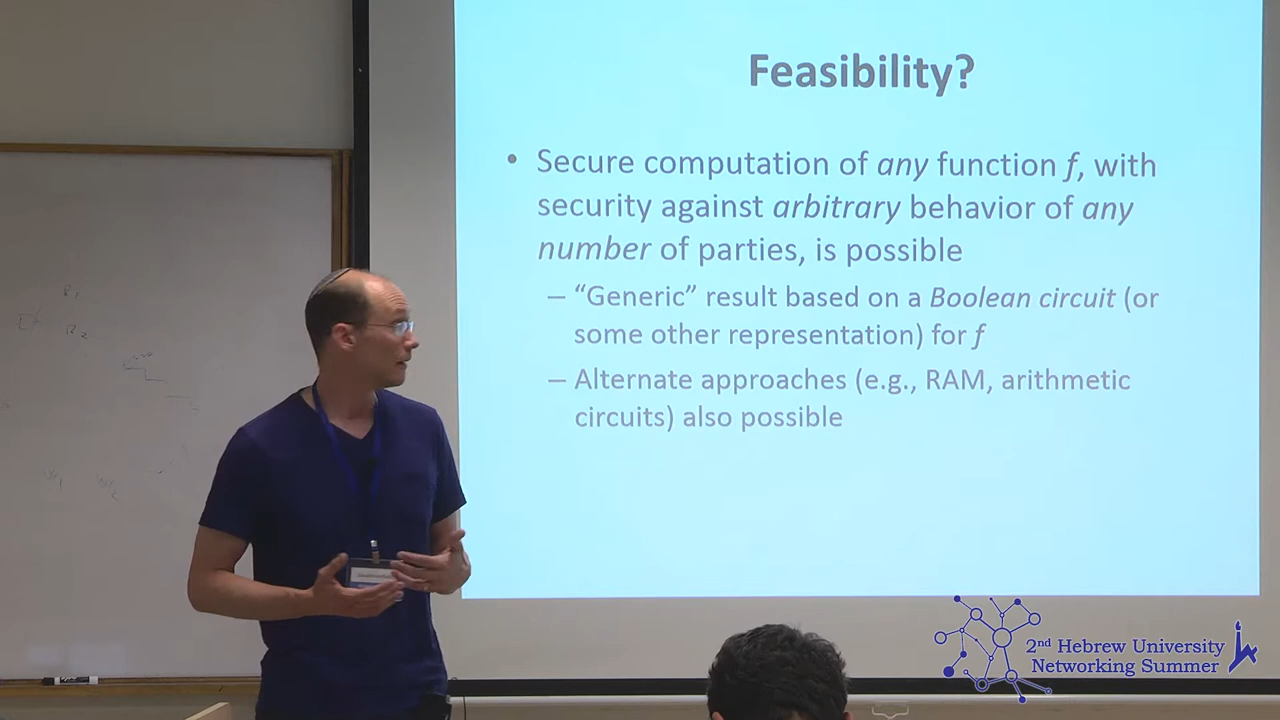 Feasibility?
• Secure computation of any function f, with
security against arbitrary behavior of any
number of parties, is possible
– “Generic” result based on a Boolean circuit (or
some other representation) for f
– Alternate approaches (e.g., RAM, arithmetic
circuits) also possible
2nd Hebrew University
Networking Summer